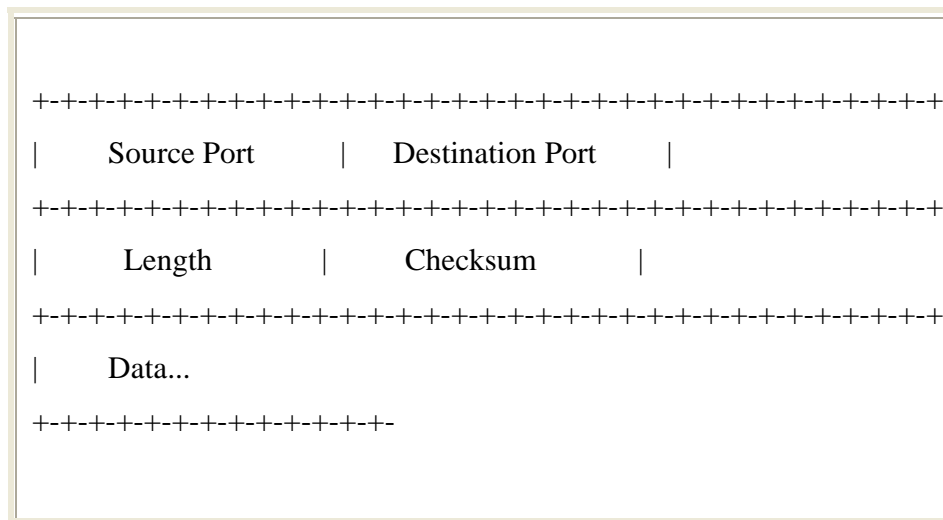 +-+-+-+-+-+-+-+-+-+-+-+-+-+-+-+-+-+-+-+-+-+-+-+-+-+-+-+-+-+-+-+-+-+
| Source Port | Destination Port |
+-+-+-+-+-+-+-+-+-+-+-+-+-+-+-+-+-+-+-+-+-+-+-+-+-+-+-+-+-+-+-+-+-+
| Length | Checksum |
+-+-+-+-+-+-+-+-+-+-+-+-+-+-+-+-+-+-+-+-+-+-+-+-+-+-+-+-+-+-+-+-+-+
| Data...
+-+-+-+-+-+-+-+-+-+-+-+-+-